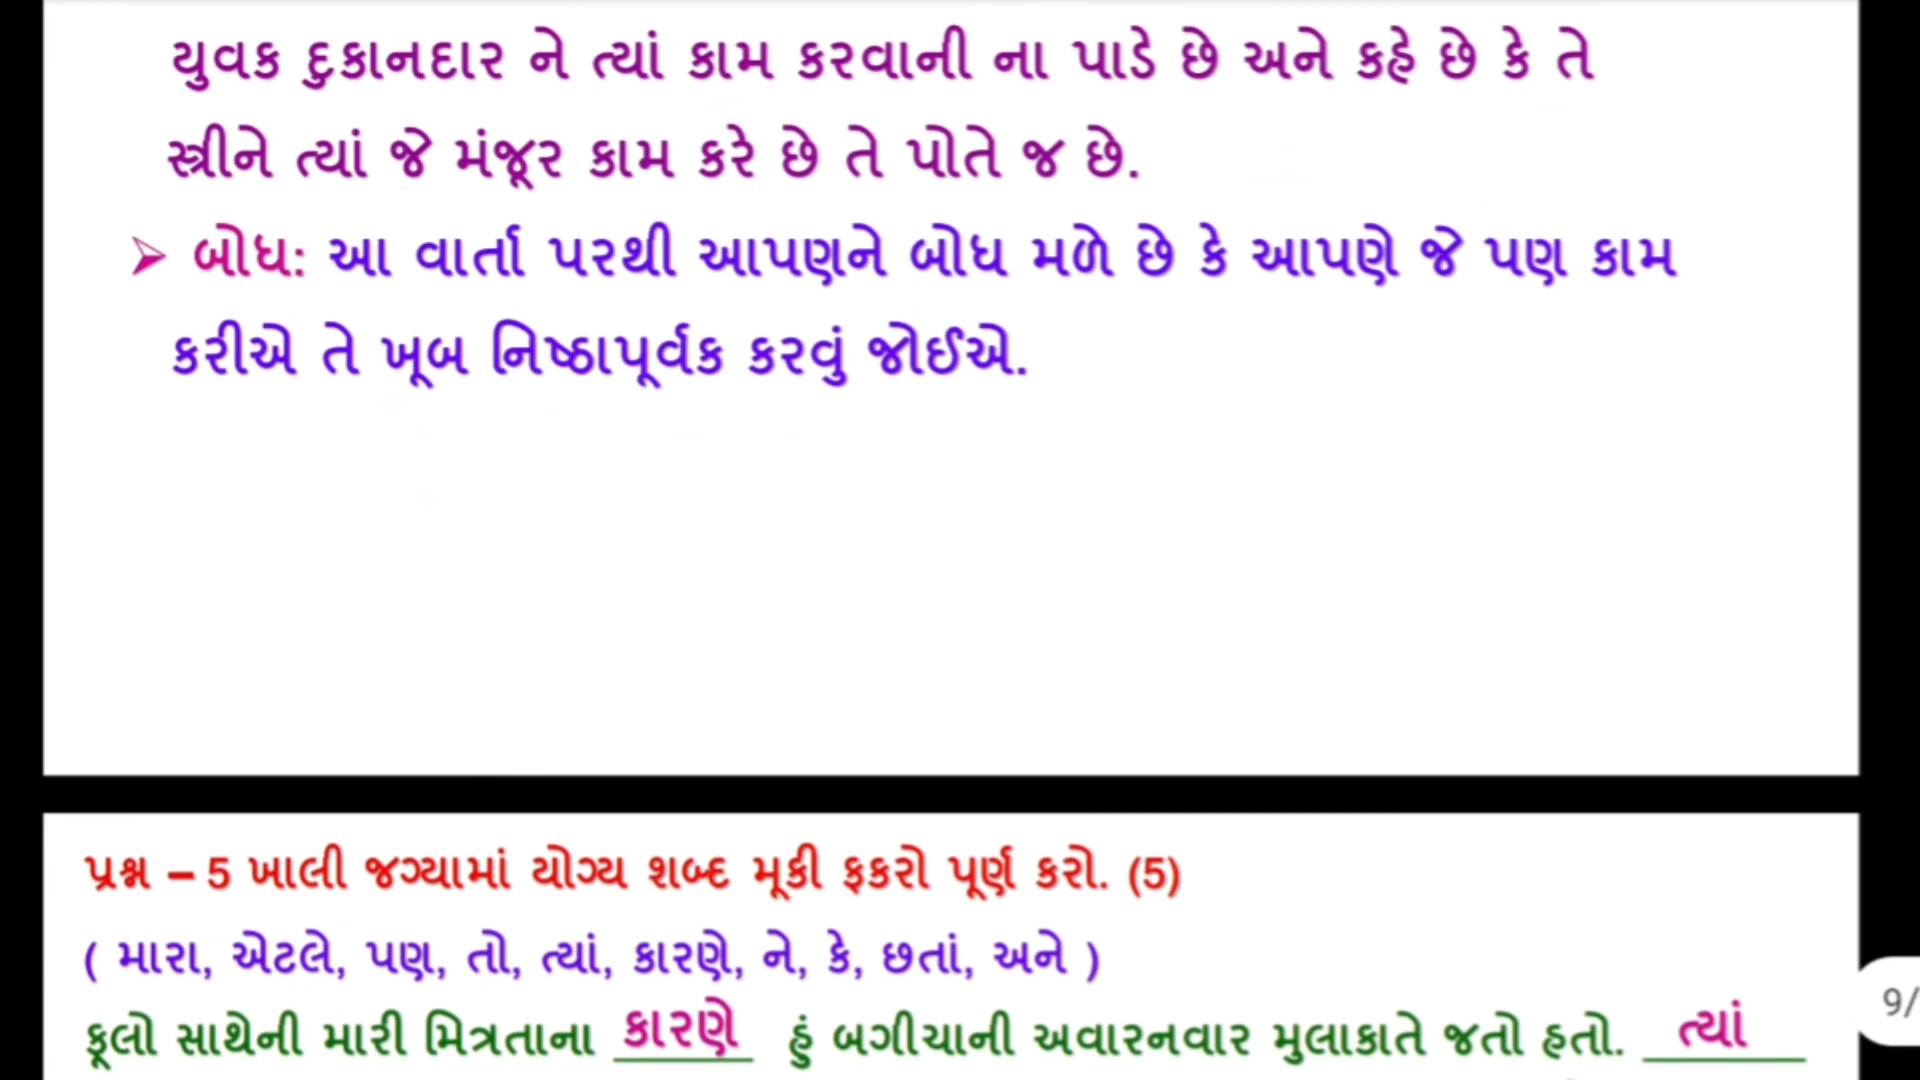 યુવક દુકાનદાર ને ત્યાં કામ કરવાની ના પાડે છે અને કહે છે કે તે
સ્ત્રીને ત્યાં જે મંજૂર કામ કરે છે તે પોતે જ છે.
➢ બોધ: આ વાર્તા પરથી આપણને બોધ મળે છે કે આપણે જે પણ કામ
કરીએ તે ખૂબ નિષ્ઠાપૂર્વક કરવું જોઈએ.
પ્રશ્ન – 5 ખાલી જગ્યામાં યોગ્ય શબ્દ મૂકી ફકરો પૂર્ણ કરો. (5)
( મારા, એટલે, પણ, તો, ત્યાં, કારણે, ને, કે, છતાં, અને )
ફૂલો સાથેની મારી મિત્રતાના કારણે હું બગીચાની અવારનવાર મુલાકાતે જતો હતો. ત્યાં
9/